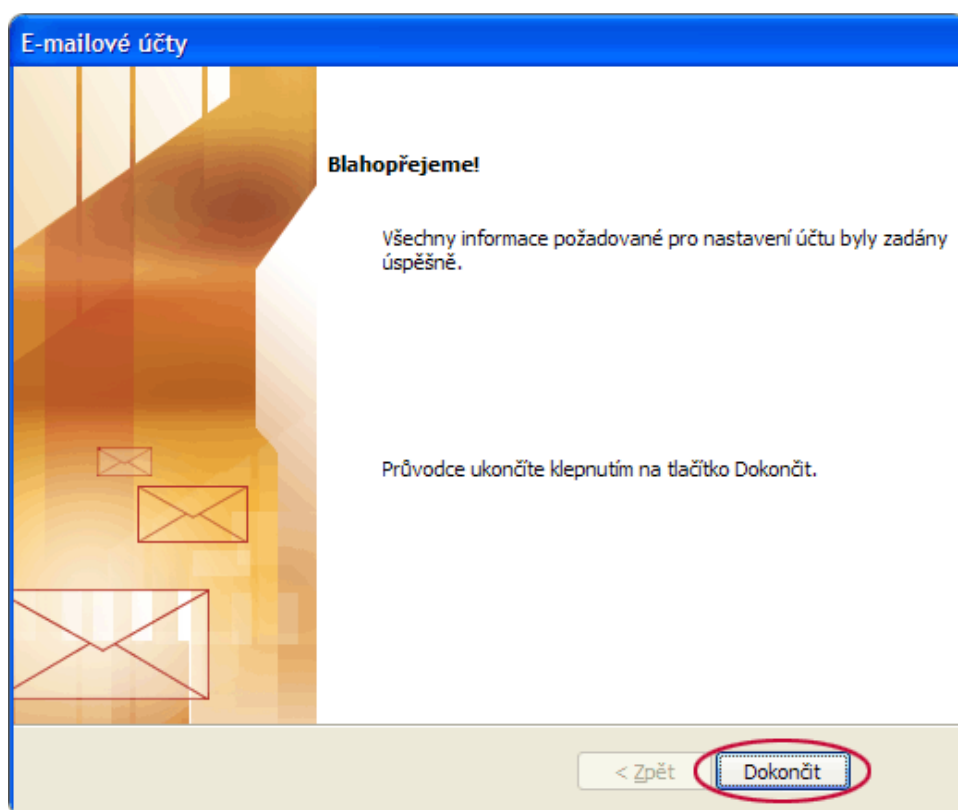 E-mailové účty
Blahopřejeme!
Všechny informace požadované pro nastavení účtu byly zadány
úspěšně.
Průvodce ukončíte klepnutím na tlačítko Dokončit.
< Zpět
Dokončit